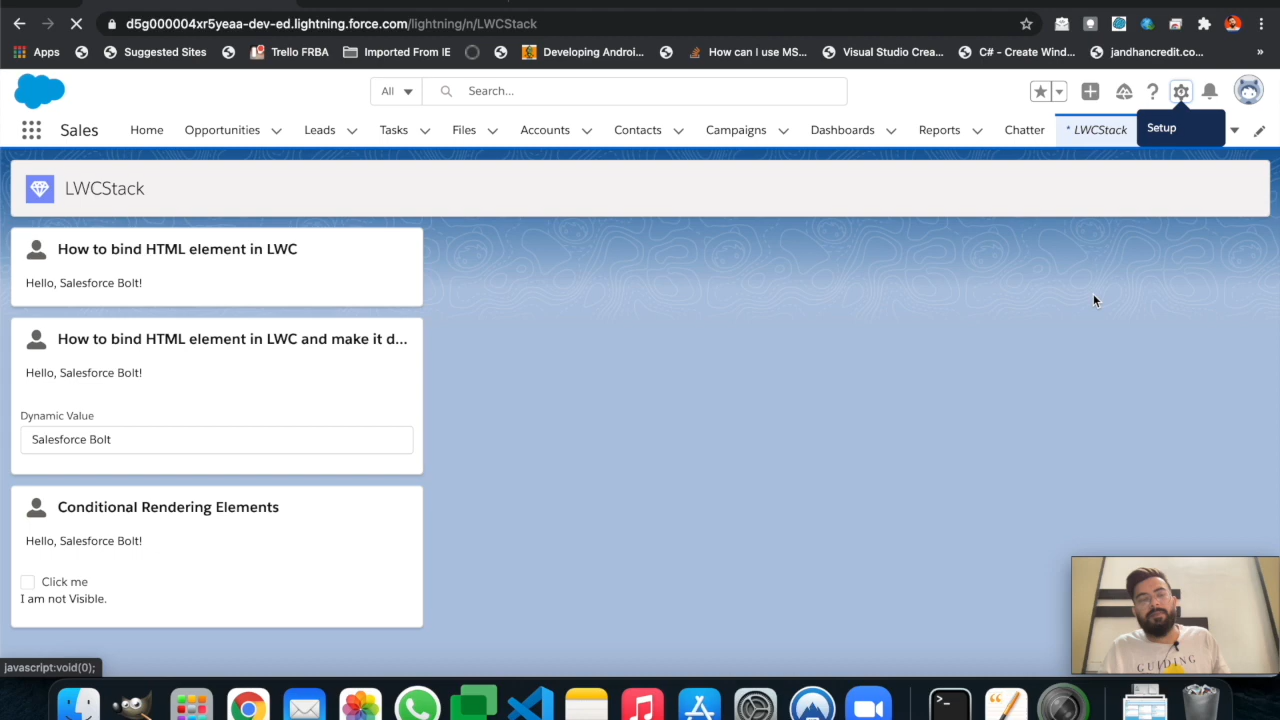 d5g000004xr5yeaa-dev-ed.lightning.force.com/lightning/n/LWCStack
Apps Suggested Sites Trello FRBA Imported From IE Developing Androi... How can I use MS... Visual Studio Crea... C# - Create Wind... jandhancredit.co... »
All Search...
Sales Home Opportunities Leads Tasks Files Accounts Contacts Campaigns Dashboards Reports Chatter * LWCStack
Setup
LWCStack
How to bind HTML element in LWC
Hello, Salesforce Bolt!
How to bind HTML element in LWC and make it d...
Hello, Salesforce Bolt!
Dynamic Value
Salesforce Bolt
Conditional Rendering Elements
Hello, Salesforce Bolt!
Click me
I am not Visible.
GUIDING
javascript:void(0);